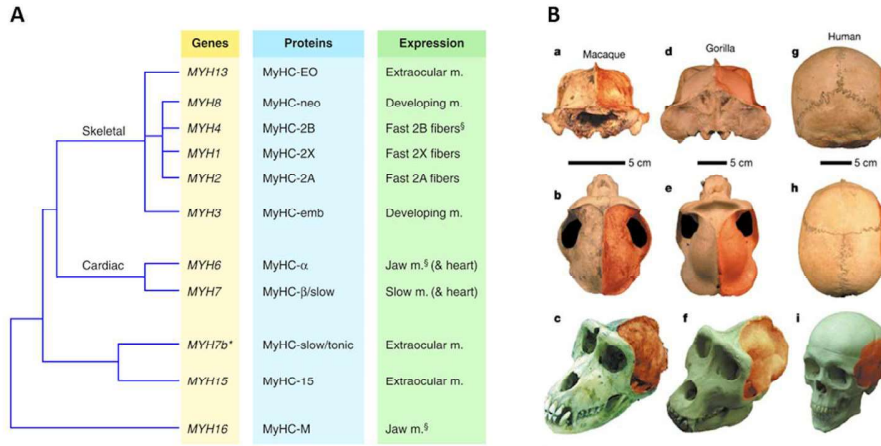 A
Genes Proteins Expression
MYH13 MyHC-EO Extraocular m.
MYH8 MyHC-neo Developing m.
Skeletal
MYH4 MyHC-2B Fast 2B fibers§
MYH1 MyHC-2X Fast 2X fibers
MYH2 MyHC-2A Fast 2A fibers
MYH3 MyHC-emb Developing m.
Cardiac
MYH6 MyHC-α Jaw m.§ (& heart)
MYH7 MyHC-β/slow Slow m. (& heart)
MYH7b* MyHC-slow/tonic Extraocular m.
MYH15 MyHC-15 Extraocular m.
MYH16 MyHC-M Jaw m.§
B
a Macaque d Gorilla g Human
5 cm 5 cm 5 cm
b e h
c f i